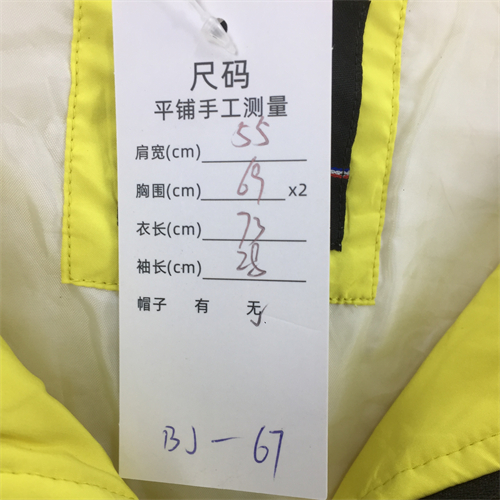 尺码
平铺手工测量
肩宽(cm) 55
胸围(cm) 69 x2
衣长(cm) 73
袖长(cm) 28
帽子 有 无✓
BJ-67